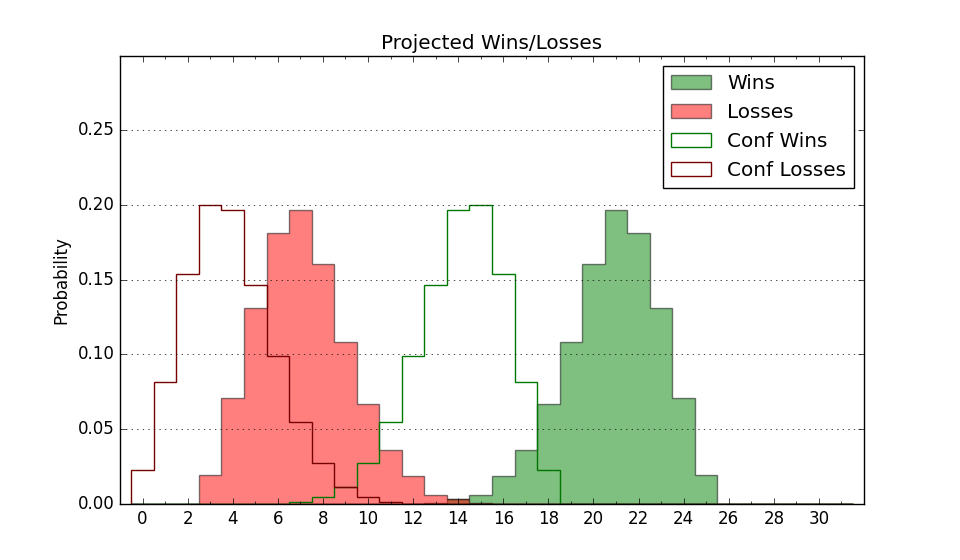 Projected Wins/Losses
Wins
Losses
Conf Wins
Conf Losses
Probability
0.25
0.20
0.15
0.10
0.05
0.00
0 2 4 6 8 10 12 14 16 18 20 22 24 26 28 30